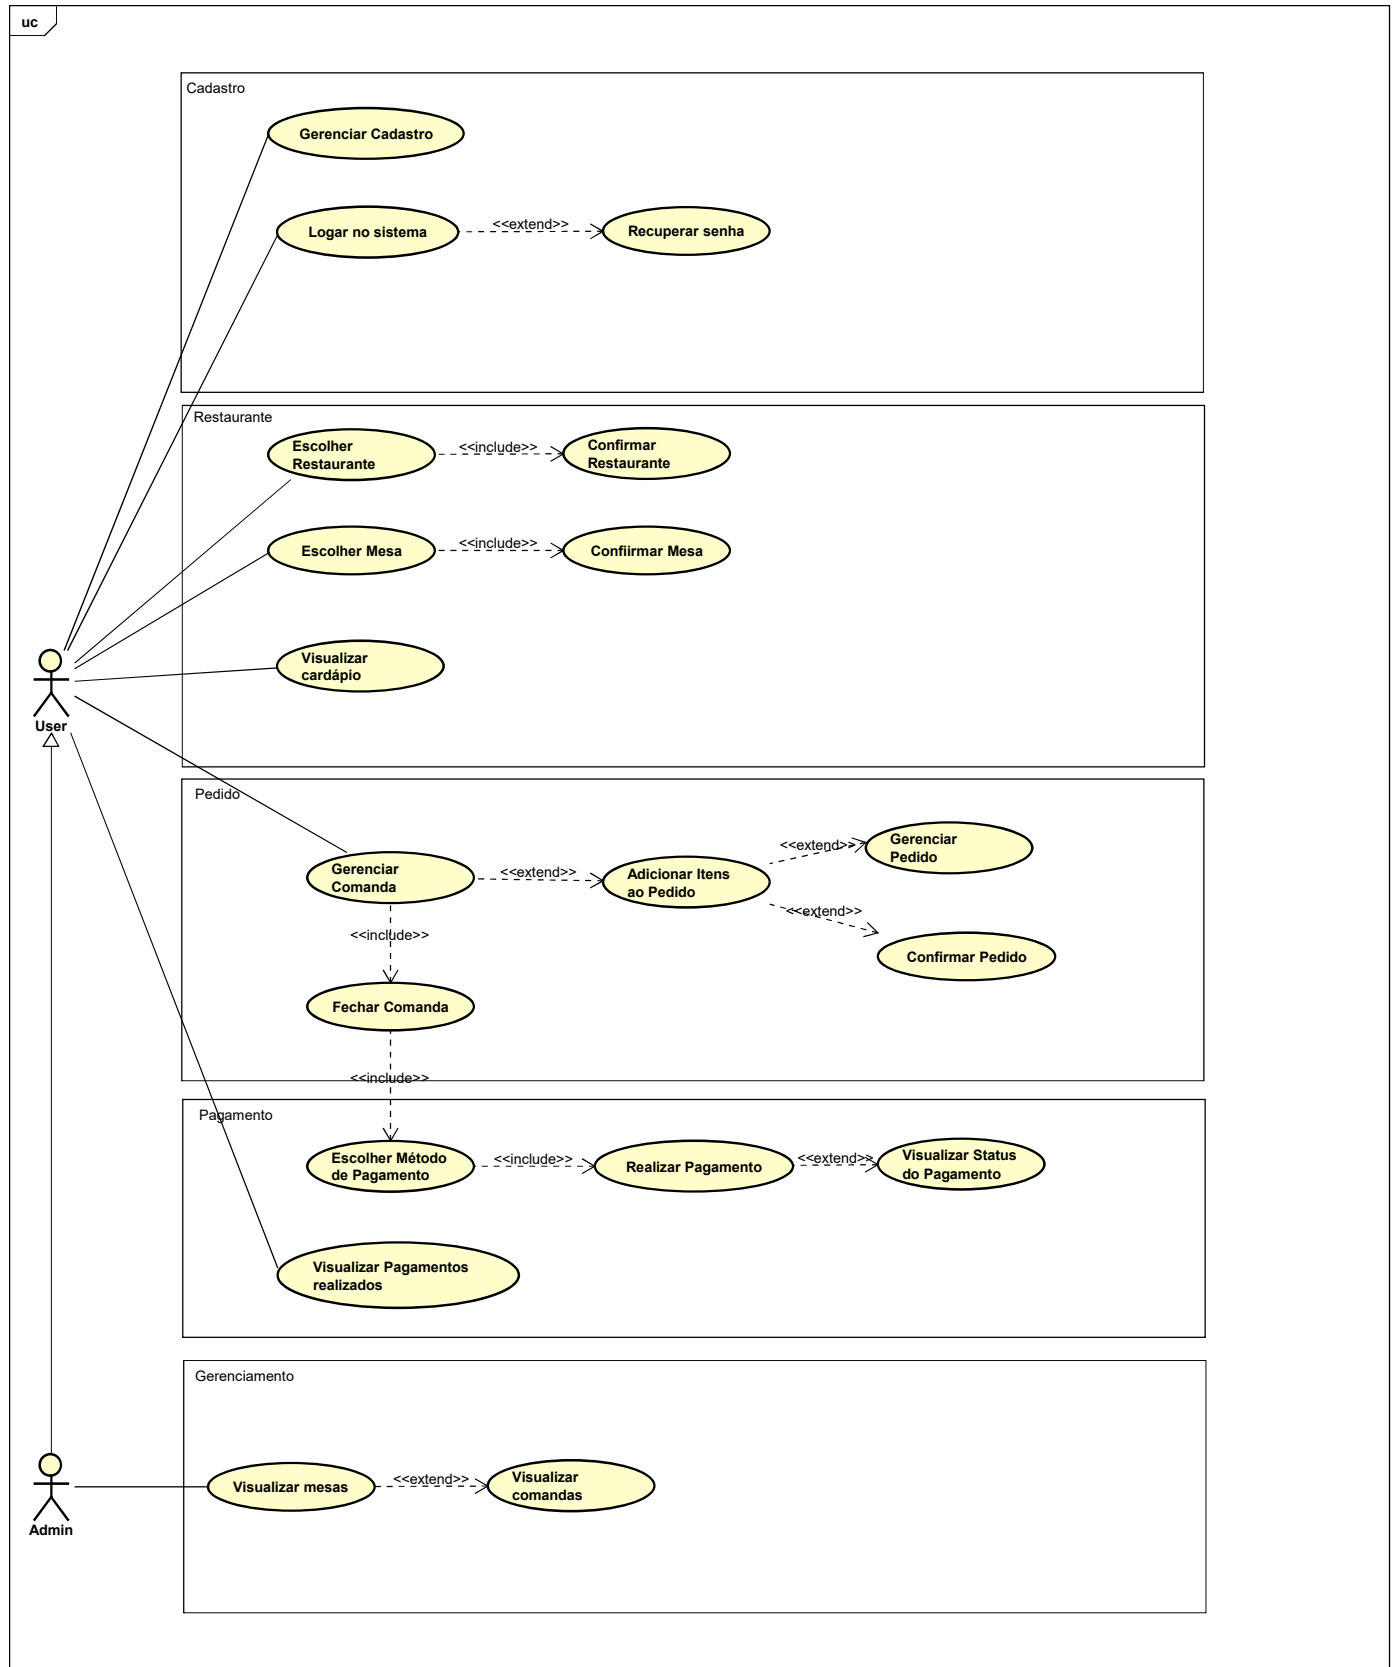 uc
Cadastro
Gerenciar Cadastro
Logar no sistema
<<extend>>
Recuperar senha
Restaurante
Escolher
Restaurante
<<include>>
Confirmar
Restaurante
Escolher Mesa
<<include>>
Confiirmar Mesa
Visualizar
cardápio
User
Pedido
Gerenciar
Comanda
<<extend>>
Adicionar Itens
ao Pedido
<<extend>>
Gerenciar
Pedido
<<extend>>
Confirmar Pedido
<<include>>
Fechar Comanda
<<include>>
Pagamento
Escolher Método
de Pagamento
<<include>>
Realizar Pagamento
<<extend>>
Visualizar Status
do Pagamento
Visualizar Pagamentos
realizados
Gerenciamento
Admin
Visualizar mesas
<<extend>>
Visualizar
comandas